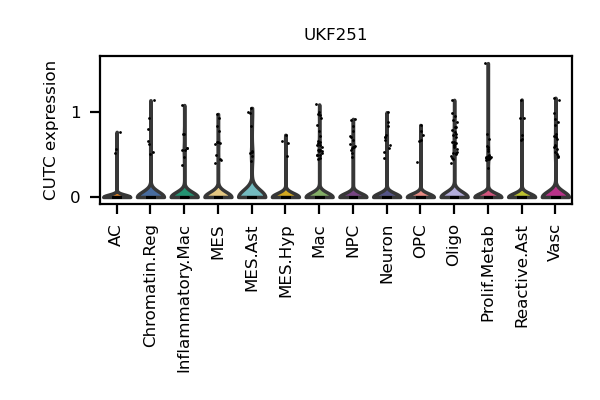 UKF251
CUTC expression
1
0
AC
Chromatin.Reg
Inflammatory.Mac
MES
MES.Ast
MES.Hyp
Mac
NPC
Neuron
OPC
Oligo
Prolif.Metab
Reactive.Ast
Vasc